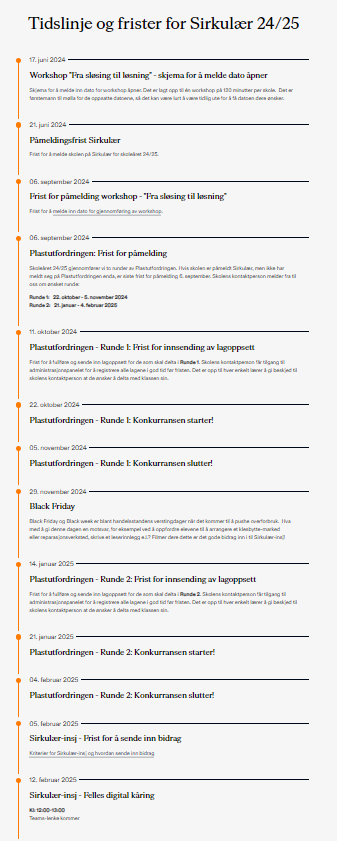 Tidslinje og frister for Sirkulær 24/25
17. juni 2024
Workshop "Fra sløsing til løsning" - skjema for å melde dato åpner
Skjema for å melde inn dato for workshop åpner. Det er lagt opp til én workshop på 120 minutter per skole. Det er
førstemann til mølla for de oppsatte datoene, så det kan være lurt å være tidlig ute for å få datoen dere ønsker.
21. juni 2024
Påmeldingsfrist Sirkulær
Frist for å melde skolen på Sirkulær for skoleåret 24/25.
06. september 2024
Frist for påmelding workshop - "Fra sløsing til løsning"
Frist for å melde inn dato for gjennomføring av workshop.
06. september 2024
Plastutfordringen: Frist for påmelding
Skoleåret 24/25 gjennomfører vi to runder av Plastutfordringen. Hvis skolen er påmeldt Sirkulær, men ikke har
meldt seg på Plastutfordringen enda, er siste frist for påmelding 6. september. Skolens kontaktperson melder fra til
oss om ønsket runde.
Runde 1: 22. oktober - 5. november 2024
Runde 2: 21. januar - 4. februar 2025
11. oktober 2024
Plastutfordringen - Runde 1: Frist for innsending av lagoppsett
Frist for å fullføre og sende inn lagoppsett for de som skal delta i Runde 1. Skolens kontaktperson får tilgang til
administrasjonspanelet for å registrere alle lagene i god tid før fristen. Det er opp til hver enkelt lærer å gi beskjed til
skolens kontaktperson at de ønsker å delta med klassen sin.
22. oktober 2024
Plastutfordringen - Runde 1: Konkurransen starter!
05. november 2024
Plastutfordringen - Runde 1: Konkurransen slutter!
29. november 2024
Black Friday
Black Friday og Black week er blant handelsstandens verstingdager når det kommer til å pushe overforbruk. Hva
med å gi denne dagen en motsvar, for eksempel ved å oppfordre elevene til å arrangere et klesbytte-marked
eller reparasjonsverksted, skrive et leserinnlegg e.l.? Filmer dere dette er det gode bidrag inn i til Sirkulær-insj!
14. januar 2025
Plastutfordringen - Runde 2: Frist for innsending av lagoppsett
Frist for å fullføre og sende inn lagoppsett for de som skal delta i Runde 2. Skolens kontaktperson får tilgang til
administrasjonspanelet for å registrere alle lagene i god tid før fristen. Det er opp til hver enkelt lærer å gi beskjed til
skolens kontaktperson at de ønsker å delta med klassen sin.
21. januar 2025
Plastutfordringen - Runde 2: Konkurransen starter!
04. februar 2025
Plastutfordringen - Runde 2: Konkurransen slutter!
05. februar 2025
Sirkulær-insj - Frist for å sende inn bidrag
Kriterier for Sirkulær-insj og hvordan sende inn bidrag
12. februar 2025
Sirkulær-insj - Felles digital kåring
Kl: 12:00-13:00
Teams-lenke kommer